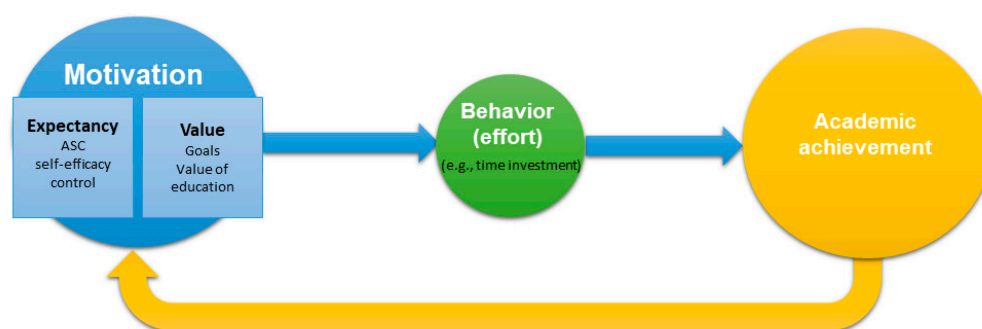 Motivation
Expectancy
ASC
self-efficacy
control
Value
Goals
Value of
education
Behavior
(effort)
(e.g., time investment)
Academic
achievement